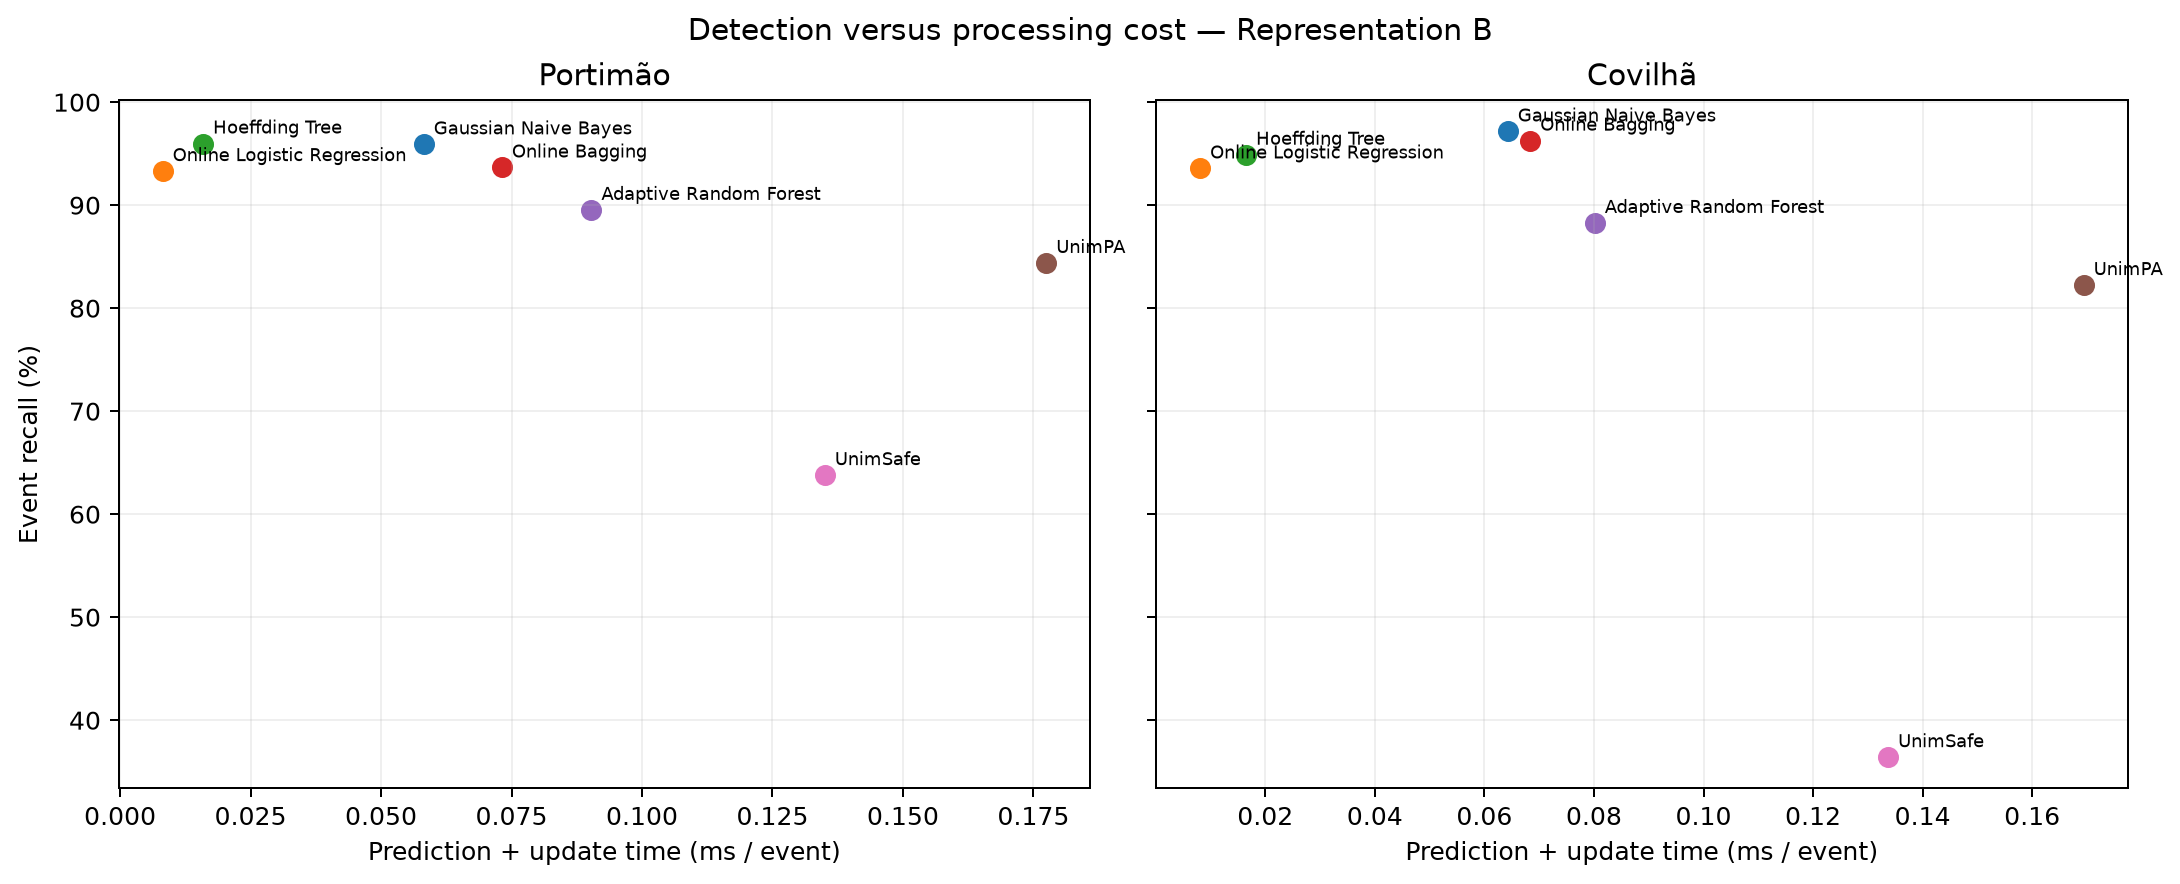 Detection versus processing cost — Representation B
Portimão
Event recall (%)
100
90
80
70
60
50
40
Hoeffding Tree
Gaussian Naive Bayes
Online Logistic Regression
Online Bagging
Adaptive Random Forest
UnimPA
UnimSafe
0.000 0.025 0.050 0.075 0.100 0.125 0.150 0.175
Prediction + update time (ms / event)
Covilhã
Gaussian Naive Bayes
Online Bagging
Hoeffding Tree
Online Logistic Regression
Adaptive Random Forest
UnimPA
UnimSafe
0.02 0.04 0.06 0.08 0.10 0.12 0.14 0.16
Prediction + update time (ms / event)